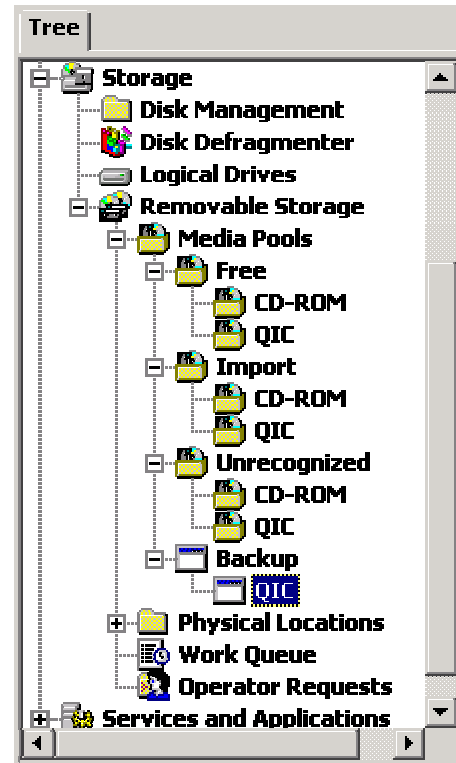 Tree
Storage
Disk Management
Disk Defragmenter
Logical Drives
Removable Storage
Media Pools
Free
CD-ROM
QIC
Import
CD-ROM
QIC
Unrecognized
CD-ROM
QIC
Backup
QIC
Physical Locations
Work Queue
Operator Requests
Services and Applications